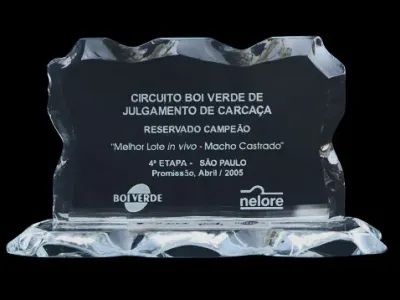 CIRCUITO BOI VERDE DE
JULGAMENTO DE CARCAÇA
RESERVADO CAMPEÃO
"Melhor Lote in vivo - Macho Castrado"
4ª ETAPA - SÃO PAULO
Promissão, Abril / 2005
BOI VERDE
nelore